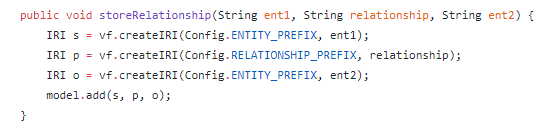 public void storeRelationship(String ent1, String relationship, String ent2) {
    IRI s = vf.createIRI(Config.ENTITY_PREFIX, ent1);
    IRI p = vf.createIRI(Config.RELATIONSHIP_PREFIX, relationship);
    IRI o = vf.createIRI(Config.ENTITY_PREFIX, ent2);
    model.add(s, p, o);
}